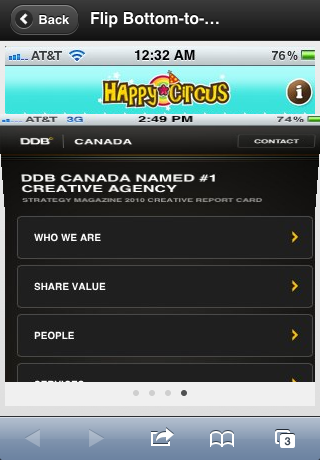 Back
Flip Bottom-to-...
AT&T 12:32 AM 76%
HAPPY CIRCUS
i
AT&T 3G 2:49 PM 74%
DDB° CANADA CONTACT
DDB CANADA NAMED #1
CREATIVE AGENCY
STRATEGY MAGAZINE 2010 CREATIVE REPORT CARD
WHO WE ARE
SHARE VALUE
PEOPLE
SERVICES
3